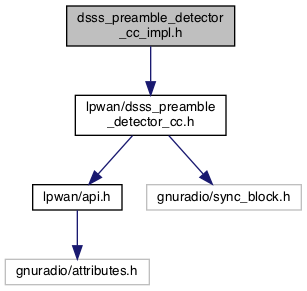 dsss_preamble_detector
_cc_impl.h
lpwan/dsss_preamble
_detector_cc.h
lpwan/api.h
gnuradio/sync_block.h
gnuradio/attributes.h